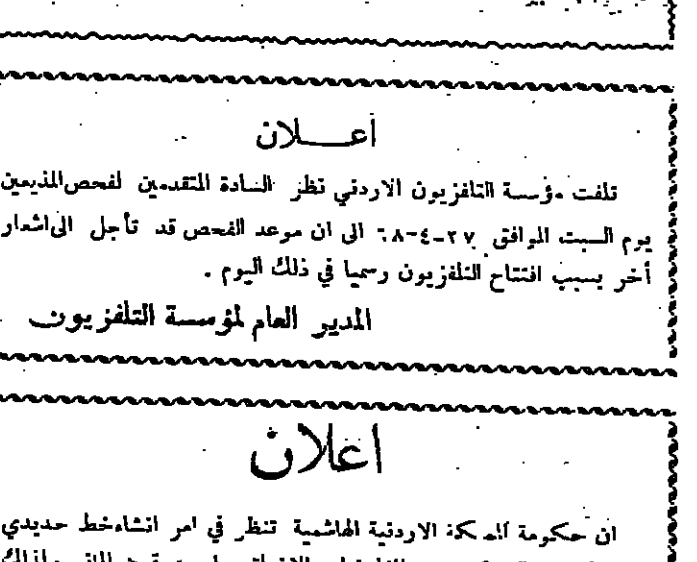 أعــــلان
تلفت مؤسسة التلفزيون الاردني نظر السادة المتقدمين لفحص المذيعين
يوم السبت الموافق ٢٧-٤-٦٨ الى ان موعد الفحص قد تأجل الى اشعار
أخر بسبب افتتاح التلفزيون رسميا في ذلك اليوم .
المدير العام لمؤسسة التلفزيون
اعلان
ان حكومة المملكة الاردنية الهاشمية تنظر في امر انشاء خط حديدي